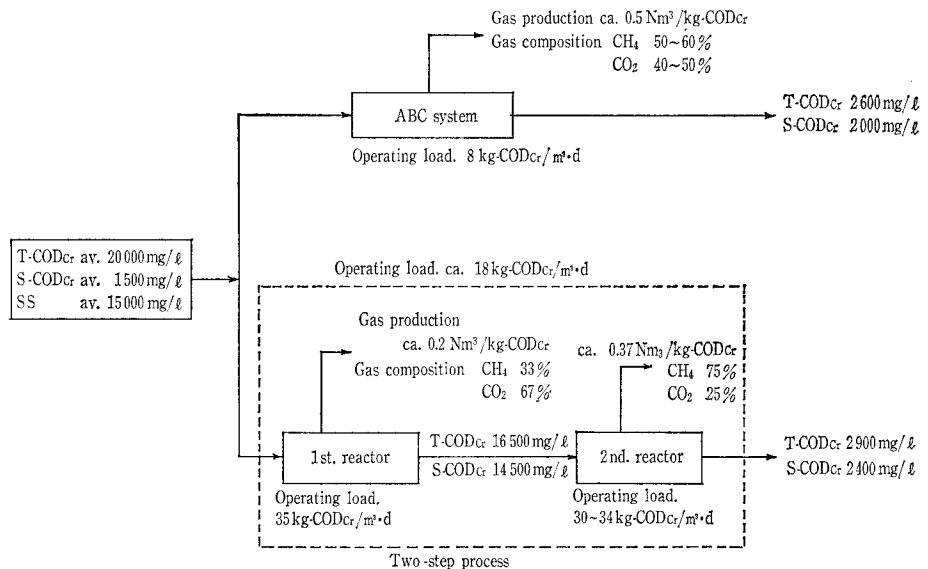 Gas production ca. 0.5 Nm³/kg-CODcr
Gas composition CH₄ 50~60%
CO₂ 40~50%
ABC system
Operating load. 8 kg-CODcr/m³·d
T-CODcr 2600 mg/ℓ
S-CODcr 2000 mg/ℓ
T-CODcr av. 20000 mg/ℓ
S-CODcr av. 1500 mg/ℓ
SS av. 15000 mg/ℓ
Operating load. ca. 18 kg-CODcr/m³·d
Gas production
ca. 0.2 Nm³/kg-CODcr
Gas composition CH₄ 33%
CO₂ 67%
ca. 0.37 Nm₃/kg-CODcr
CH₄ 75%
CO₂ 25%
1st. reactor
T-CODcr 16500 mg/ℓ
S-CODcr 14500 mg/ℓ
2nd. reactor
T-CODcr 2900 mg/ℓ
S-CODcr 2400 mg/ℓ
Operating load.
35 kg-CODcr/m³·d
Operating load.
30~34 kg-CODcr/m³·d
Two-step process